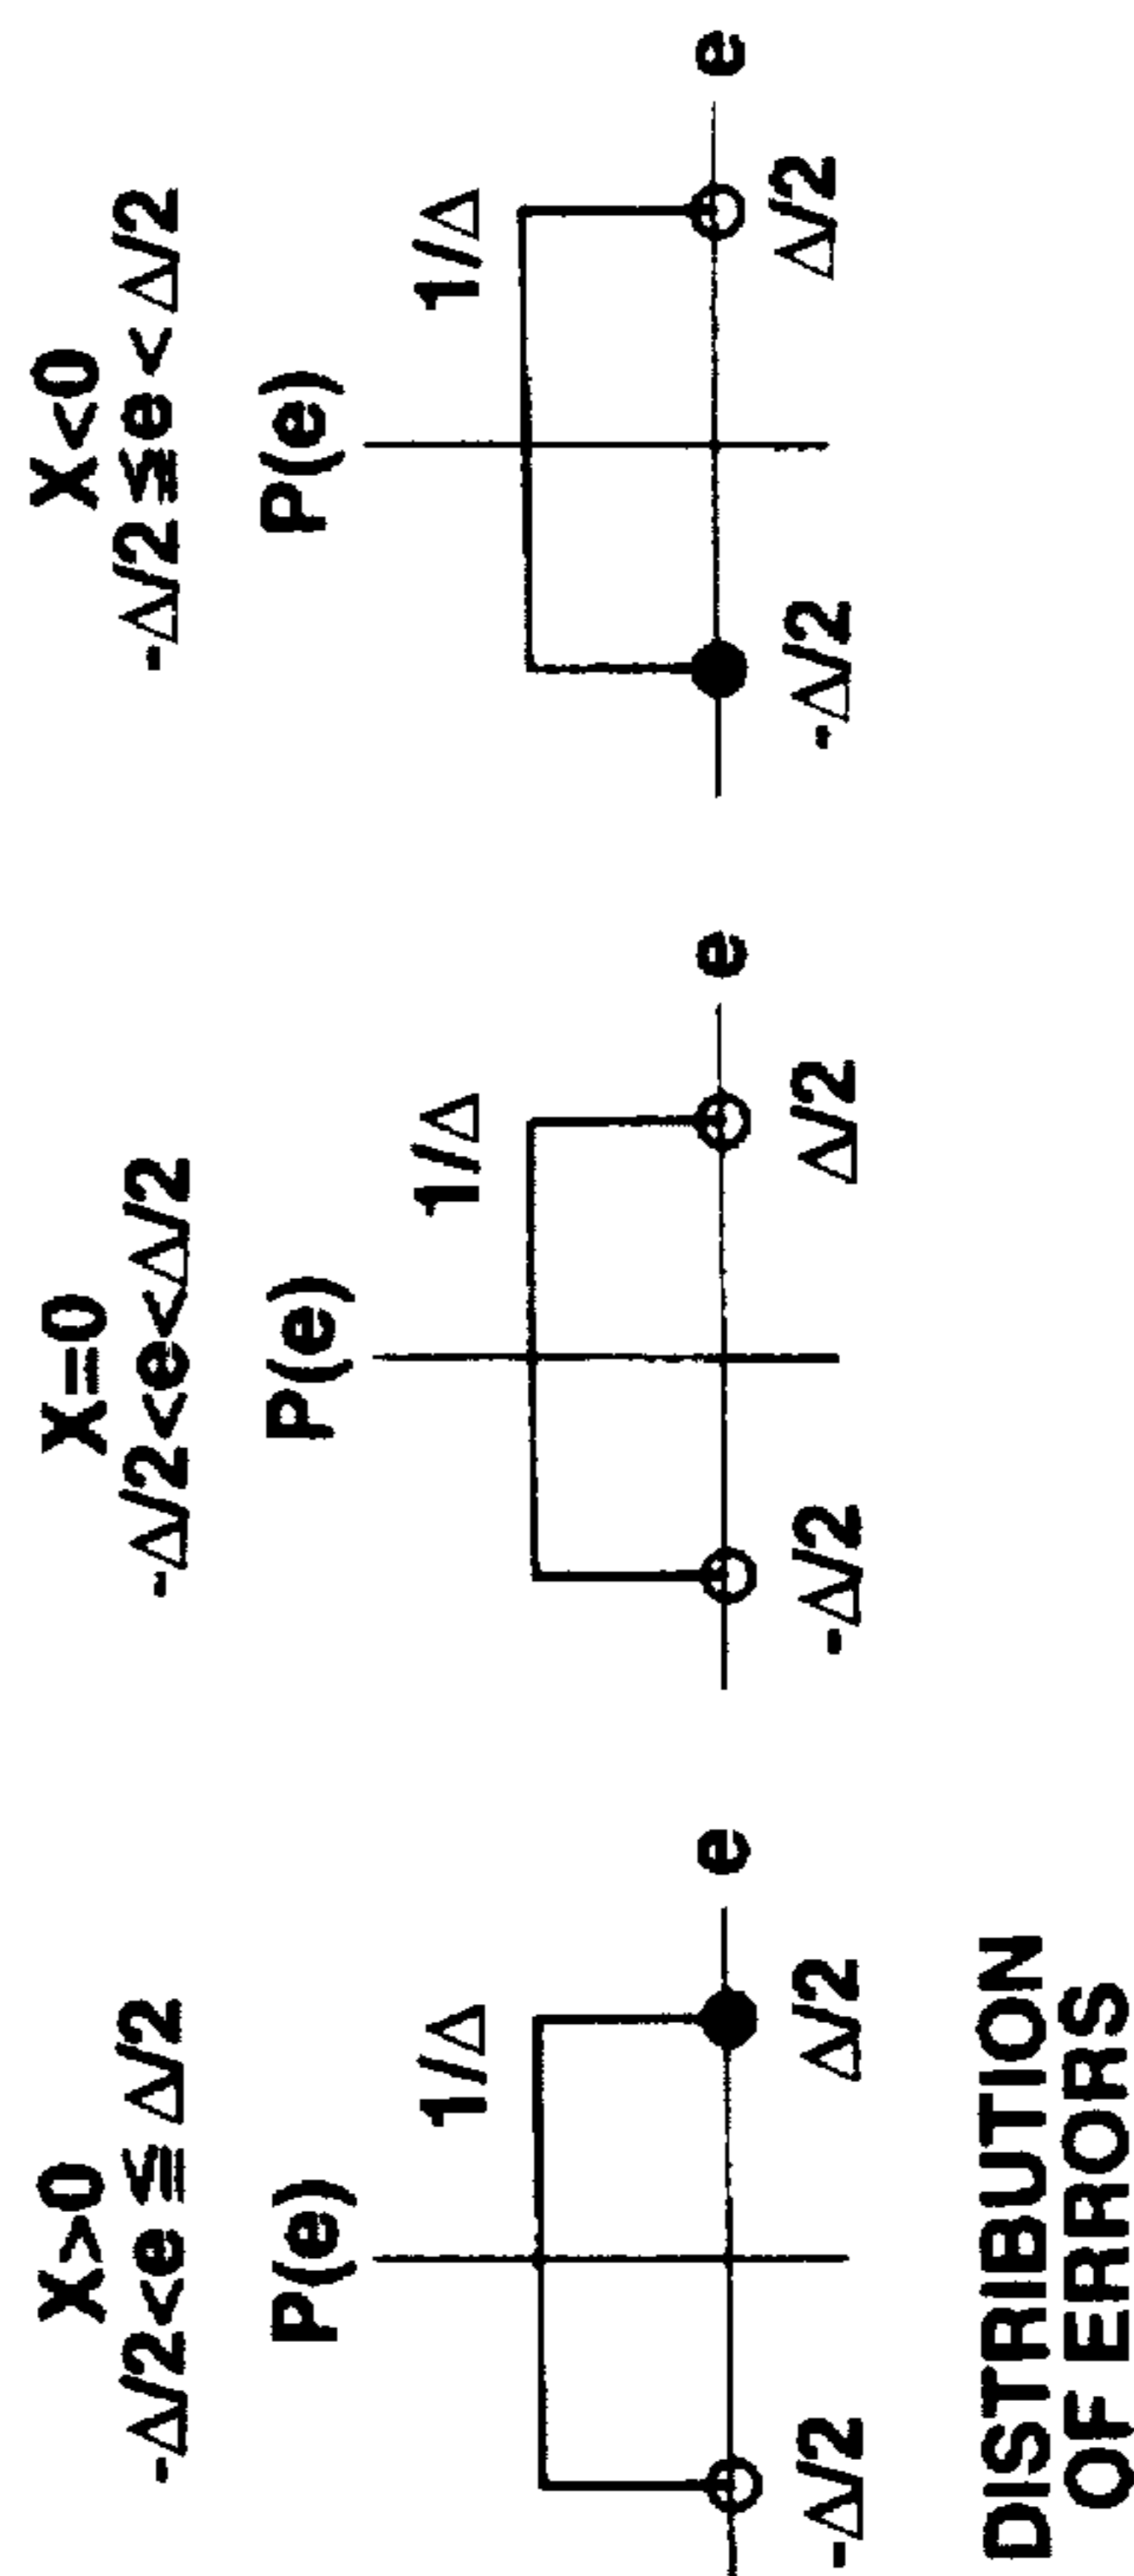 X>0
-Δ/2<e≦Δ/2
P(e)
1/Δ
e
-Δ/2
Δ/2
X=0
-Δ/2<e<Δ/2
P(e)
1/Δ
e
-Δ/2
Δ/2
X<0
-Δ/2≦e<Δ/2
P(e)
1/Δ
e
-Δ/2
Δ/2
DISTRIBUTION
OF ERRORS